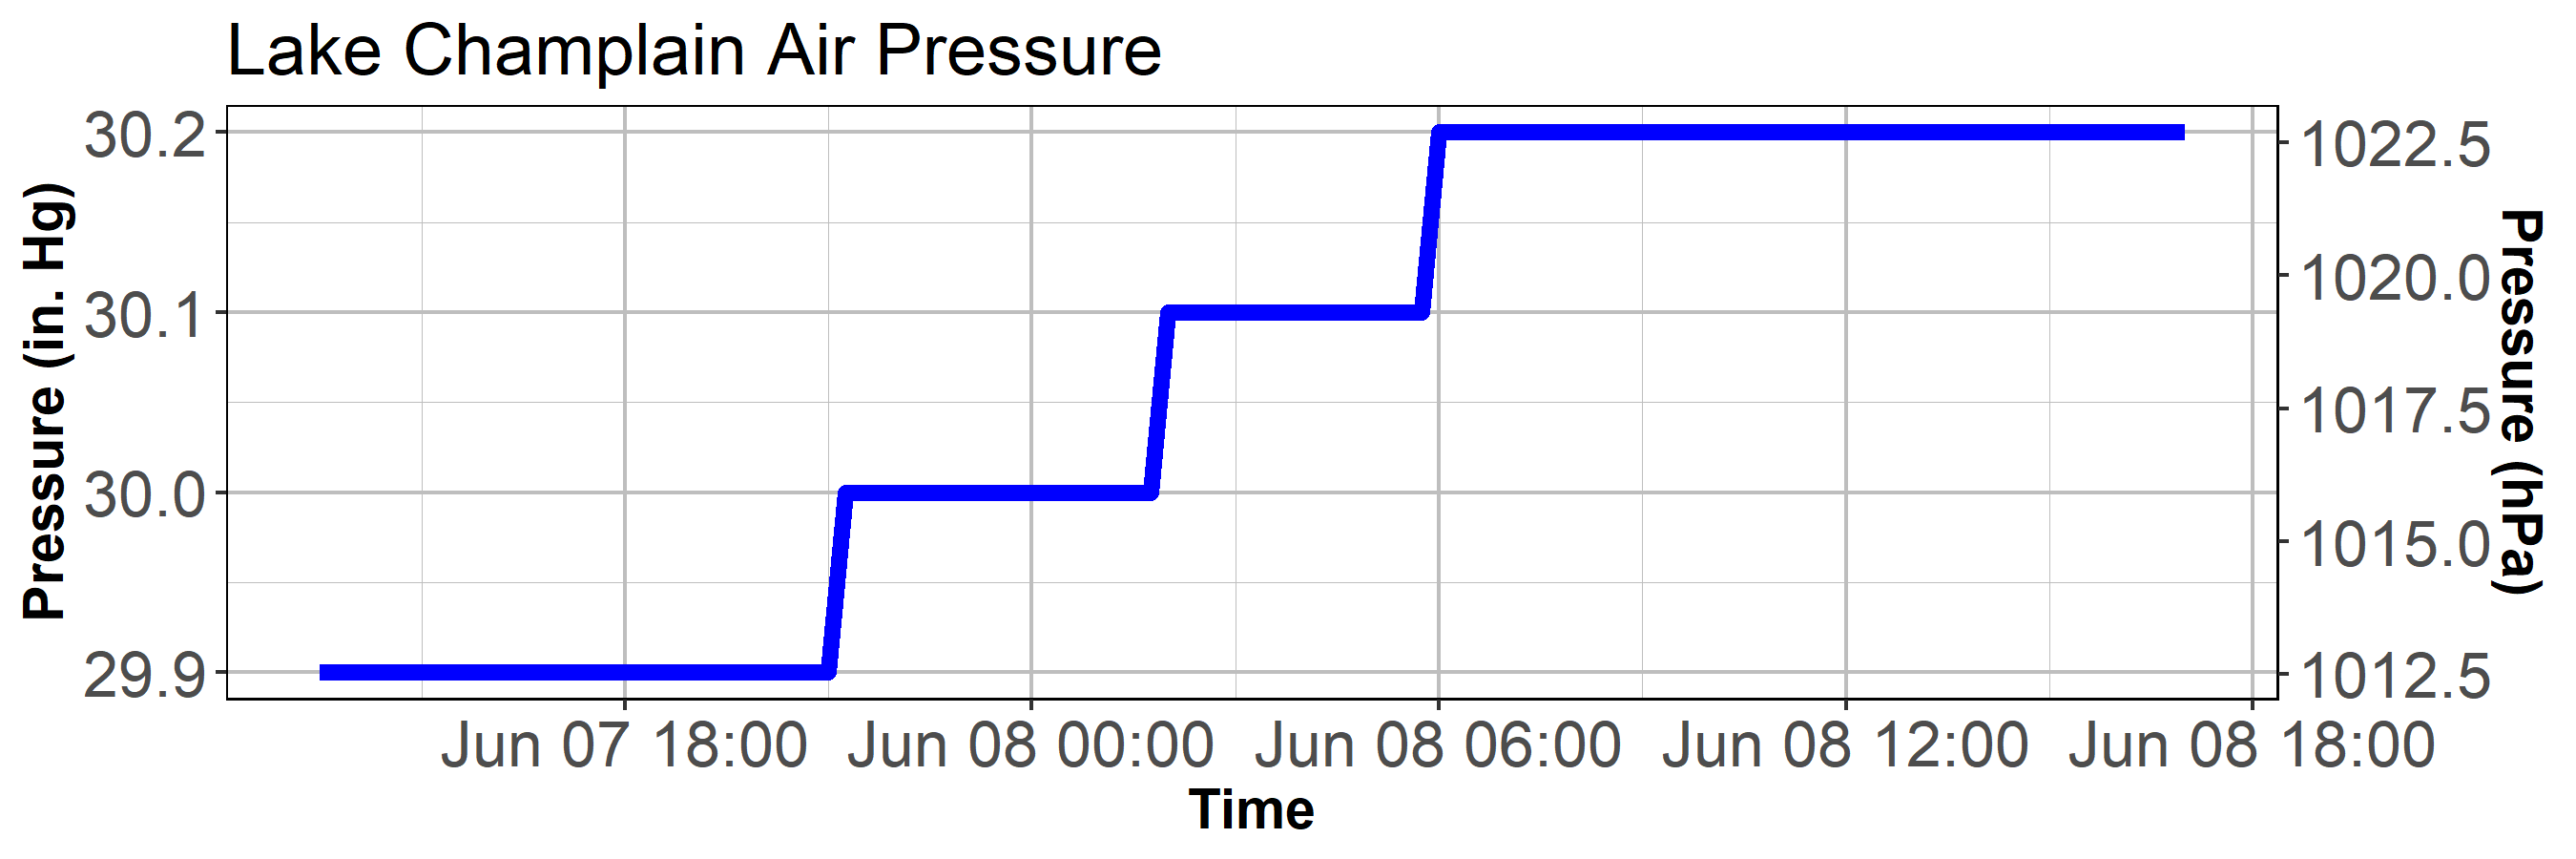 Lake Champlain Air Pressure
Pressure (in. Hg)
30.2
30.1
30.0
29.9
1022.5
1020.0
1017.5
1015.0
1012.5
Pressure (hPa)
Jun 07 18:00 Jun 08 00:00 Jun 08 06:00 Jun 08 12:00 Jun 08 18:00
Time